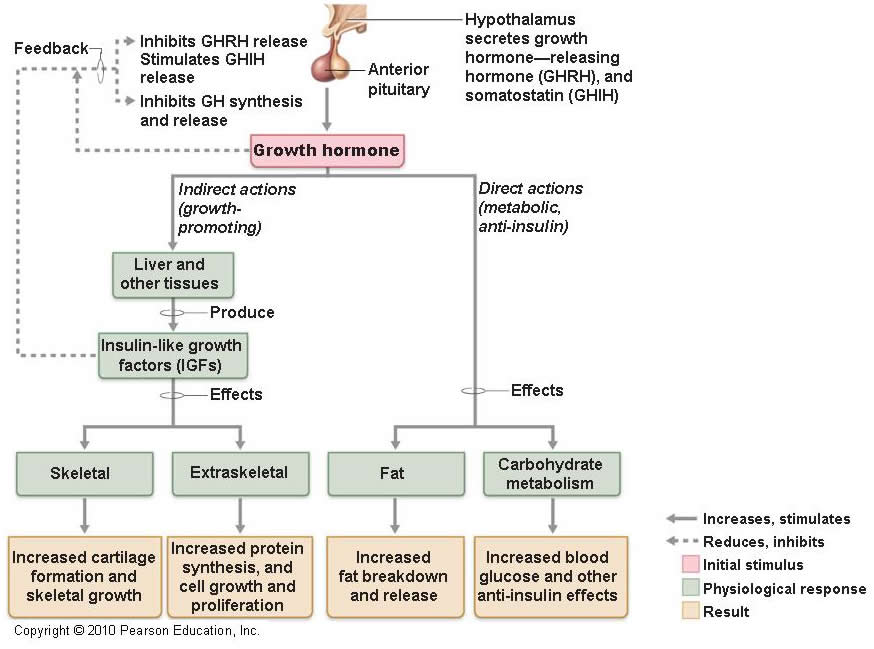 Feedback
Inhibits GHRH release
Stimulates GHIH
release
Inhibits GH synthesis
and release
Anterior
pituitary
Hypothalamus
secretes growth
hormone—releasing
hormone (GHRH), and
somatostatin (GHIH)
Growth hormone
Indirect actions
(growth-
promoting)
Direct actions
(metabolic,
anti-insulin)
Liver and
other tissues
Produce
Insulin-like growth
factors (IGFs)
Effects
Effects
Skeletal
Extraskeletal
Fat
Carbohydrate
metabolism
Increased cartilage
formation and
skeletal growth
Increased protein
synthesis, and
cell growth and
proliferation
Increased
fat breakdown
and release
Increased blood
glucose and other
anti-insulin effects
Increases, stimulates
Reduces, inhibits
Initial stimulus
Physiological response
Result
Copyright © 2010 Pearson Education, Inc.